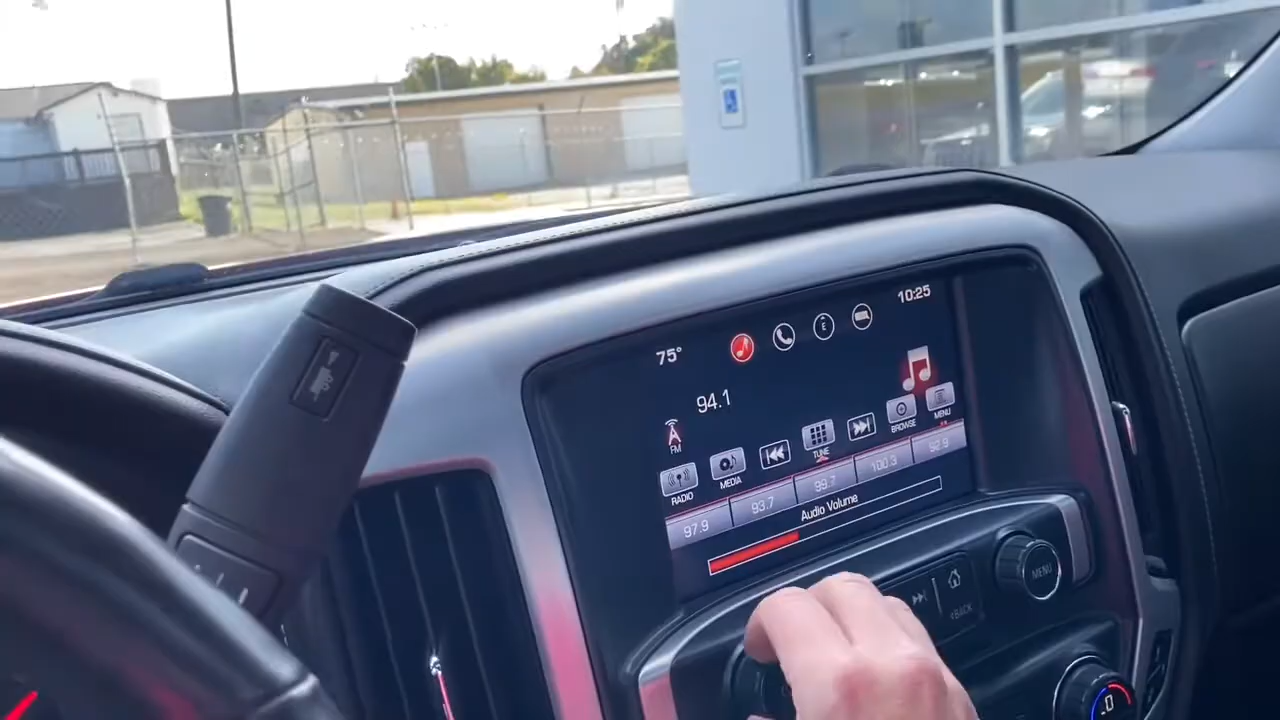 10:25
75°
E
94.1
FM
RADIO
MEDIA
TUNE
BROWSE
MENU
97.9
93.7
99.7
100.3
92.9
Audio Volume
MENU
BACK